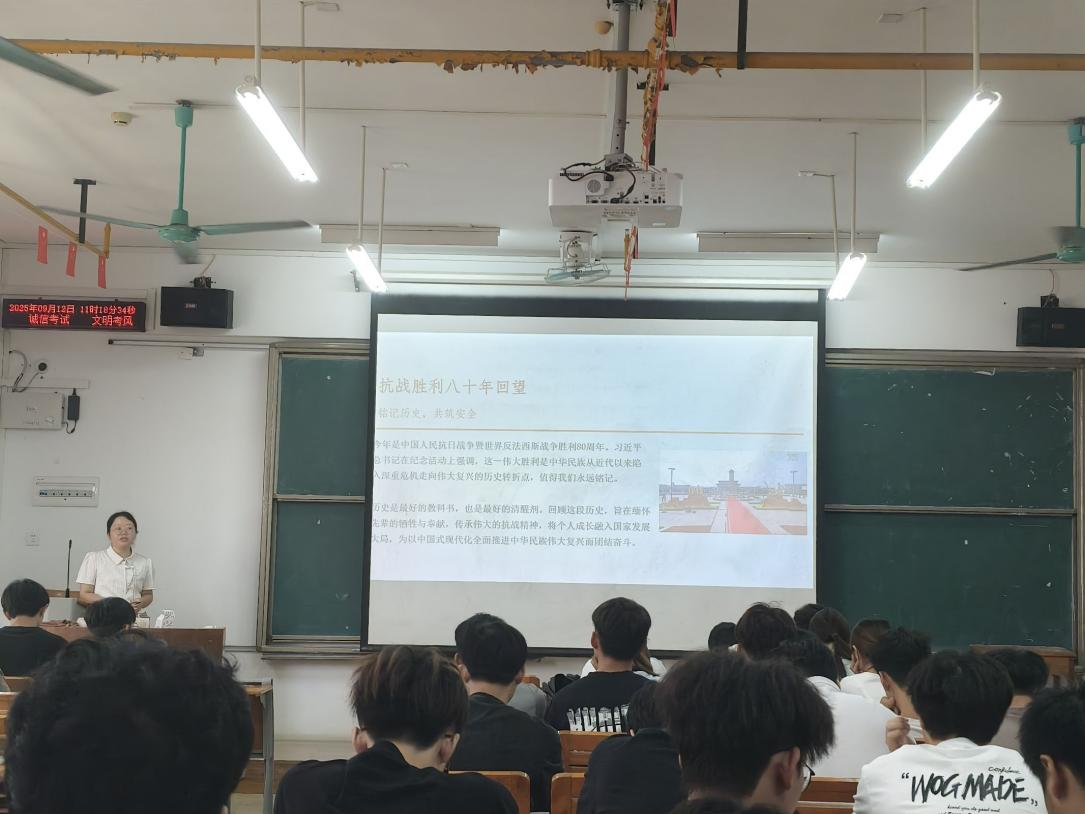 2025年09月12日 11时18分34秒
诚信考试 文明考风
抗战胜利八十年回望
铭记历史，共筑安全
今年是中国人民抗日战争暨世界反法西斯战争胜利80周年。习近平
总书记在纪念活动上强调，这一伟大胜利是中华民族从近代以来陷
入深重危机走向伟大复兴的历史转折点，值得我们永远铭记。
历史是最好的教科书，也是最好的清醒剂。回顾这段历史，旨在缅怀
先辈的牺牲与奉献，传承伟大的抗战精神，将个人成长融入国家发展
大局，为以中国式现代化全面推进中华民族伟大复兴而团结奋斗。
Confidence
“WOG MADE„